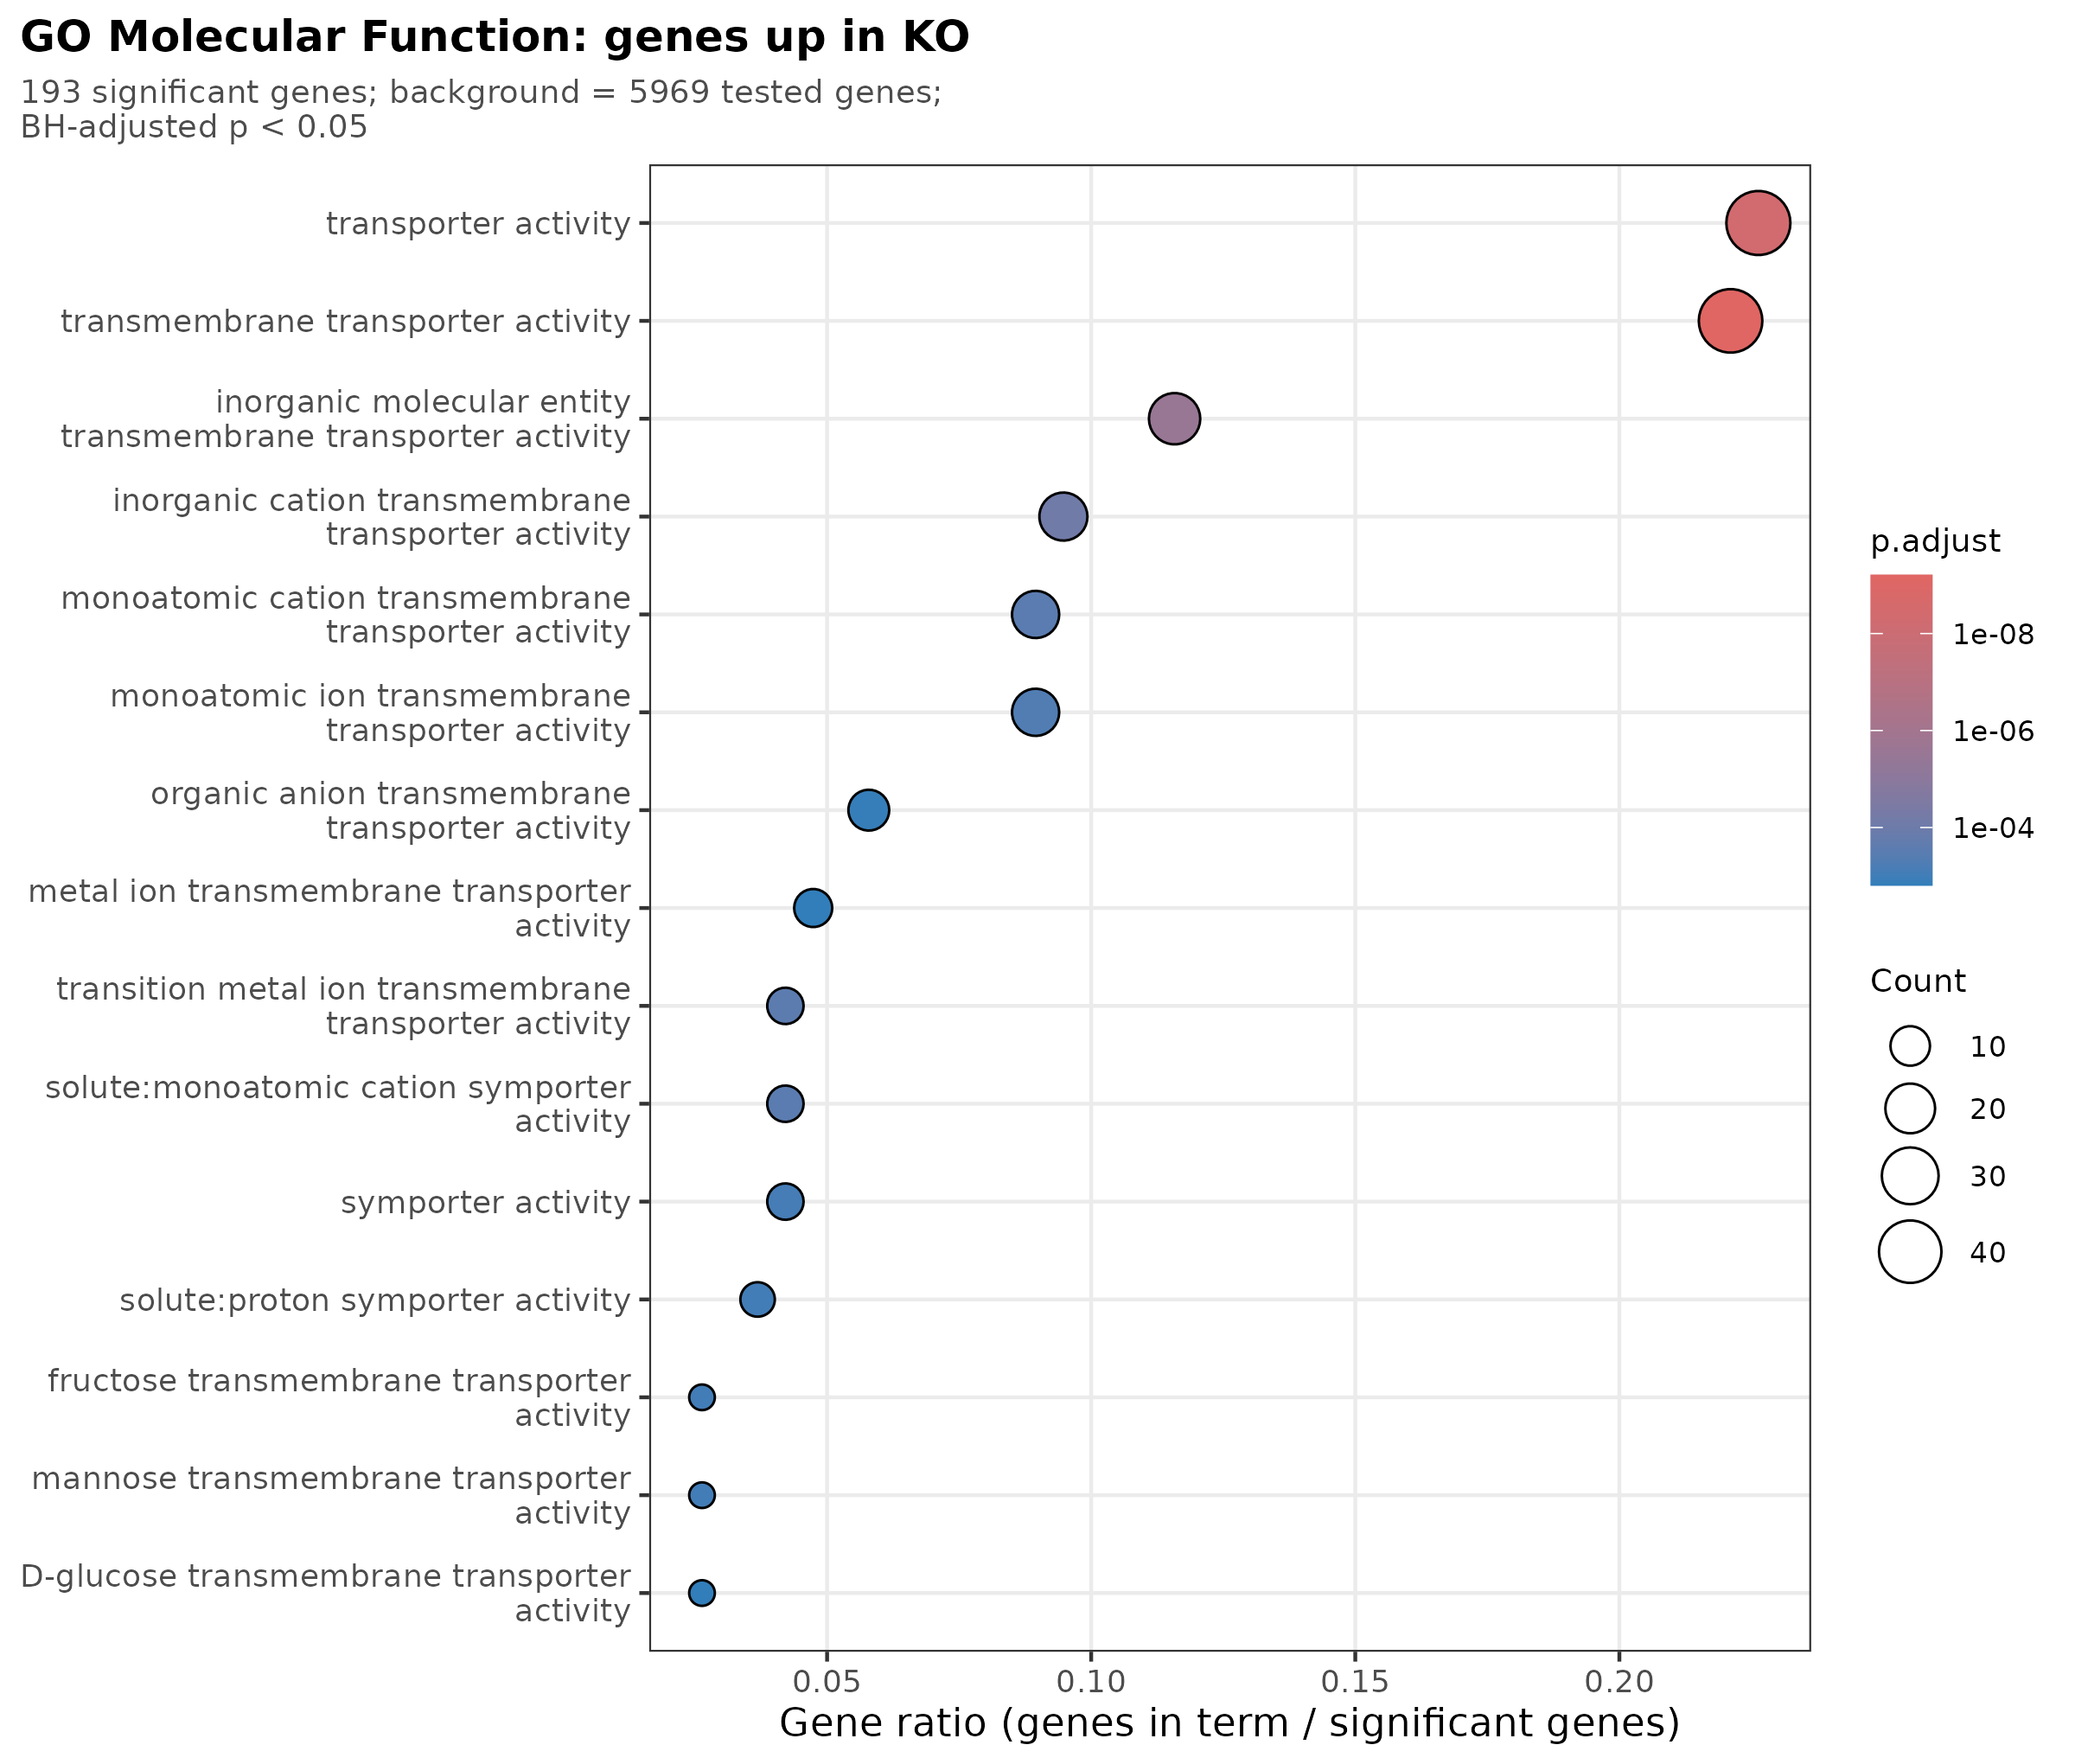 GO Molecular Function: genes up in KO
193 significant genes; background = 5969 tested genes;
BH-adjusted p < 0.05
transporter activity
transmembrane transporter activity
inorganic molecular entity
transmembrane transporter activity
inorganic cation transmembrane
transporter activity
monoatomic cation transmembrane
transporter activity
monoatomic ion transmembrane
transporter activity
organic anion transmembrane
transporter activity
metal ion transmembrane transporter
activity
transition metal ion transmembrane
transporter activity
solute:monoatomic cation symporter
activity
symporter activity
solute:proton symporter activity
fructose transmembrane transporter
activity
mannose transmembrane transporter
activity
D-glucose transmembrane transporter
activity
0.05 0.10 0.15 0.20
Gene ratio (genes in term / significant genes)
p.adjust
1e-08
1e-06
1e-04
Count
10
20
30
40